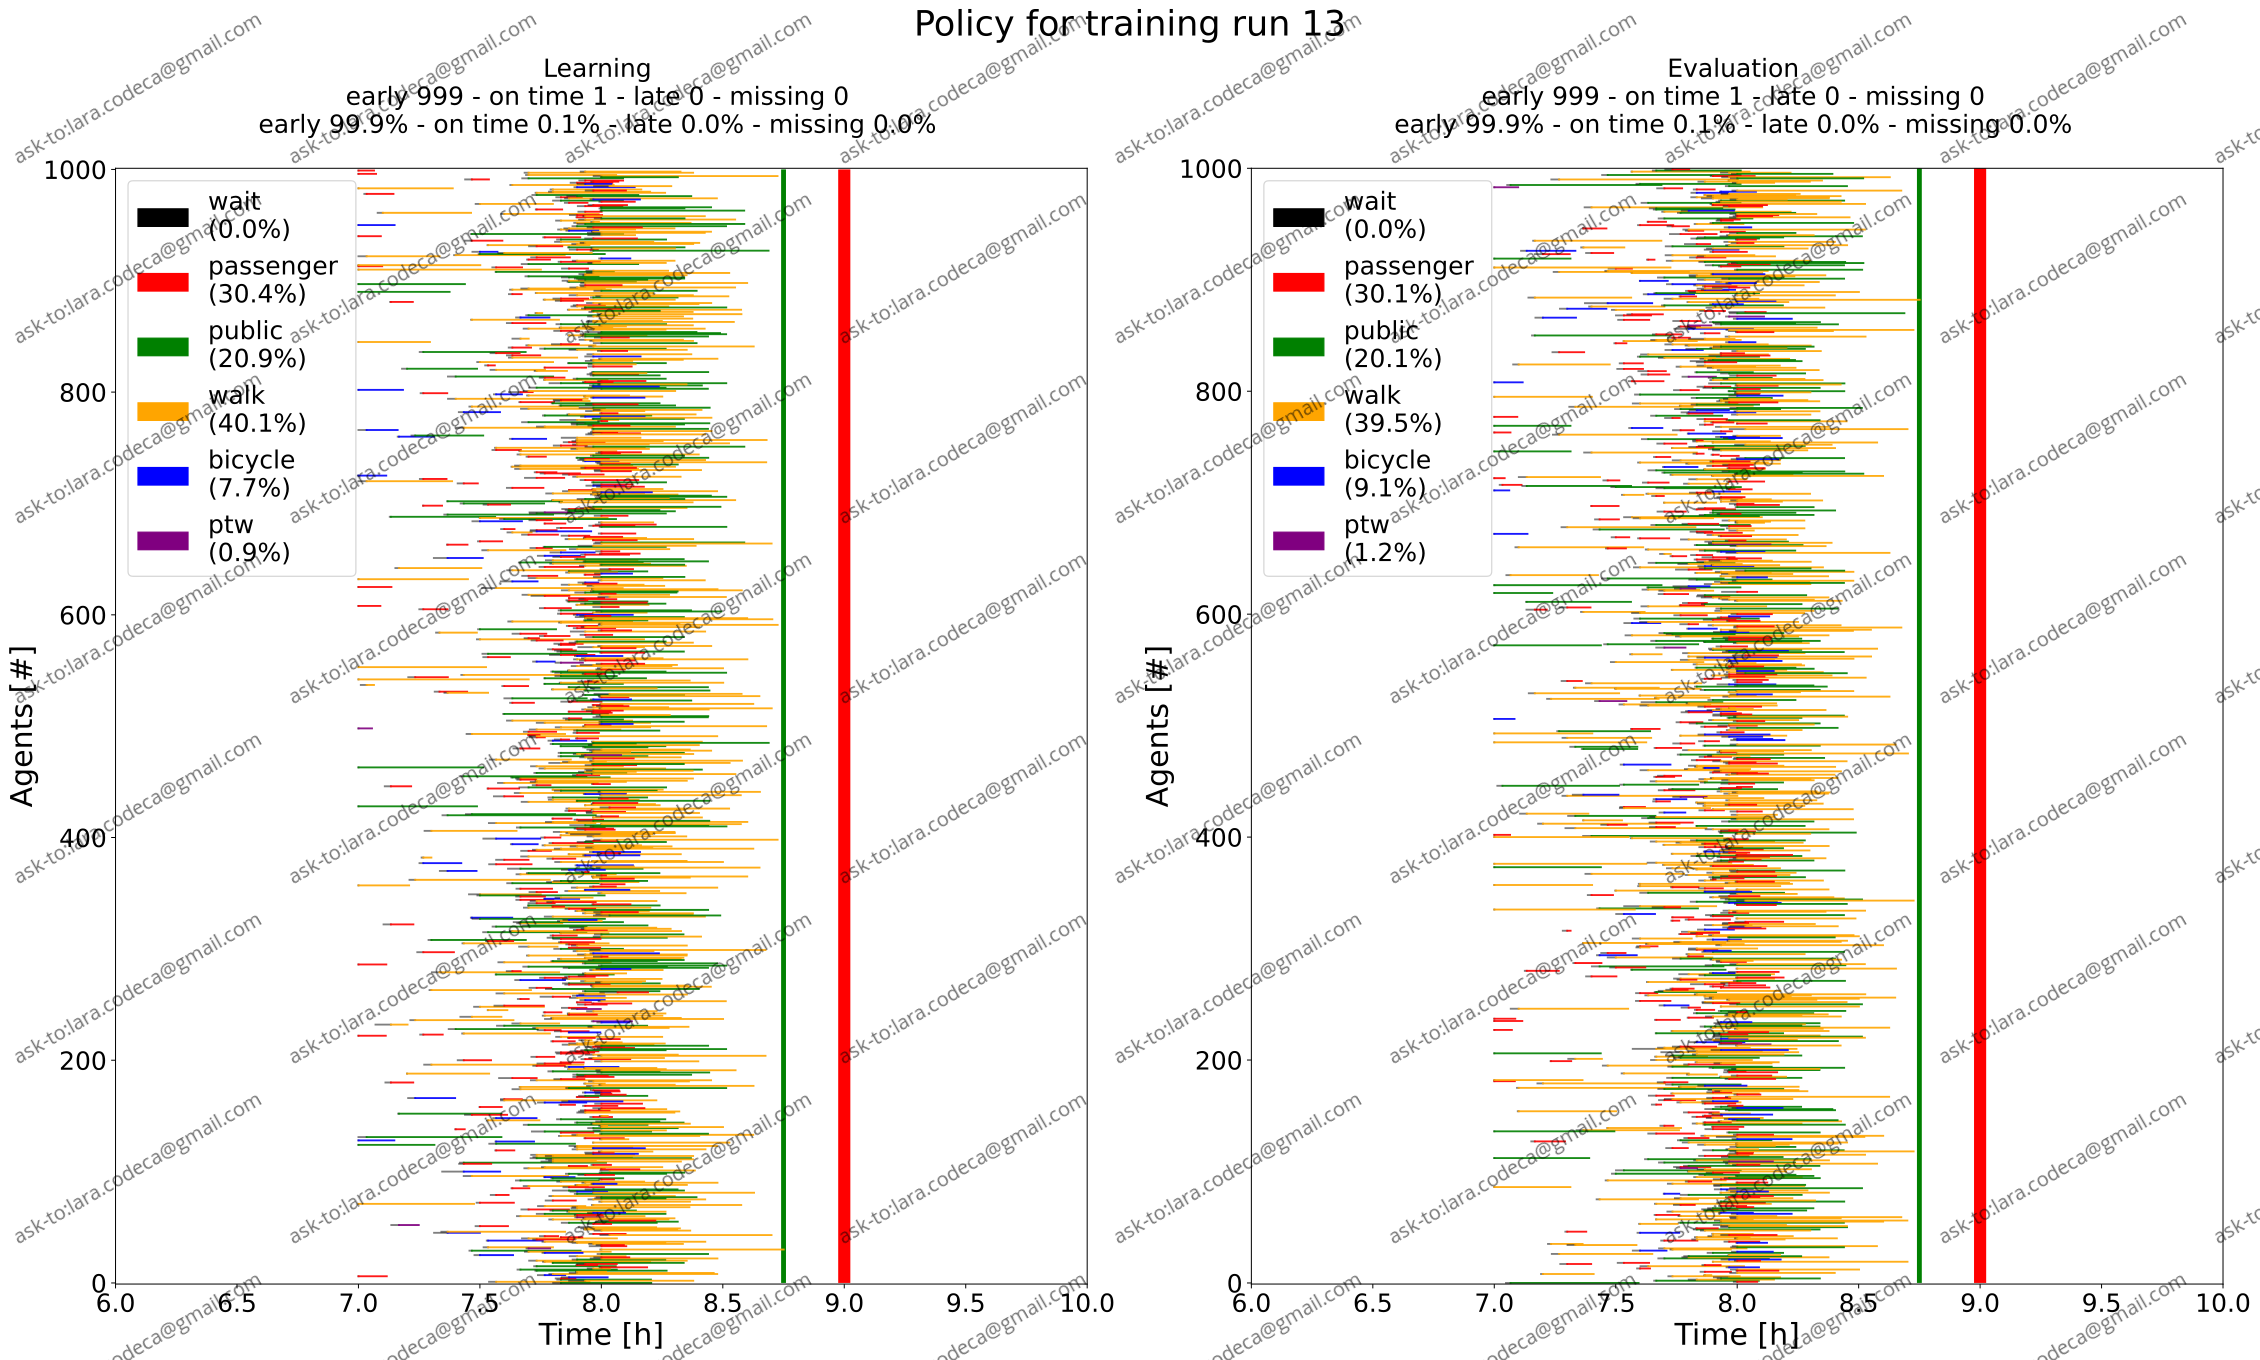 Policy for training run 13
Learning
early 999 - on time 1 - late 0 - missing 0
early 99.9% - on time 0.1% - late 0.0% - missing 0.0%
Agents [#]
1000
800
600
400
200
0
wait
(0.0%)
passenger
(30.4%)
public
(20.9%)
walk
(40.1%)
bicycle
(7.7%)
ptw
(0.9%)
6.0 6.5 7.0 7.5 8.0 8.5 9.0 9.5 10.0
Time [h]
Evaluation
early 999 - on time 1 - late 0 - missing 0
early 99.9% - on time 0.1% - late 0.0% - missing 0.0%
Agents [#]
1000
800
600
400
200
0
wait
(0.0%)
passenger
(30.1%)
public
(20.1%)
walk
(39.5%)
bicycle
(9.1%)
ptw
(1.2%)
6.0 6.5 7.0 7.5 8.0 8.5 9.0 9.5 10.0
Time [h]
ask-to:lara.codeca@gmail.com